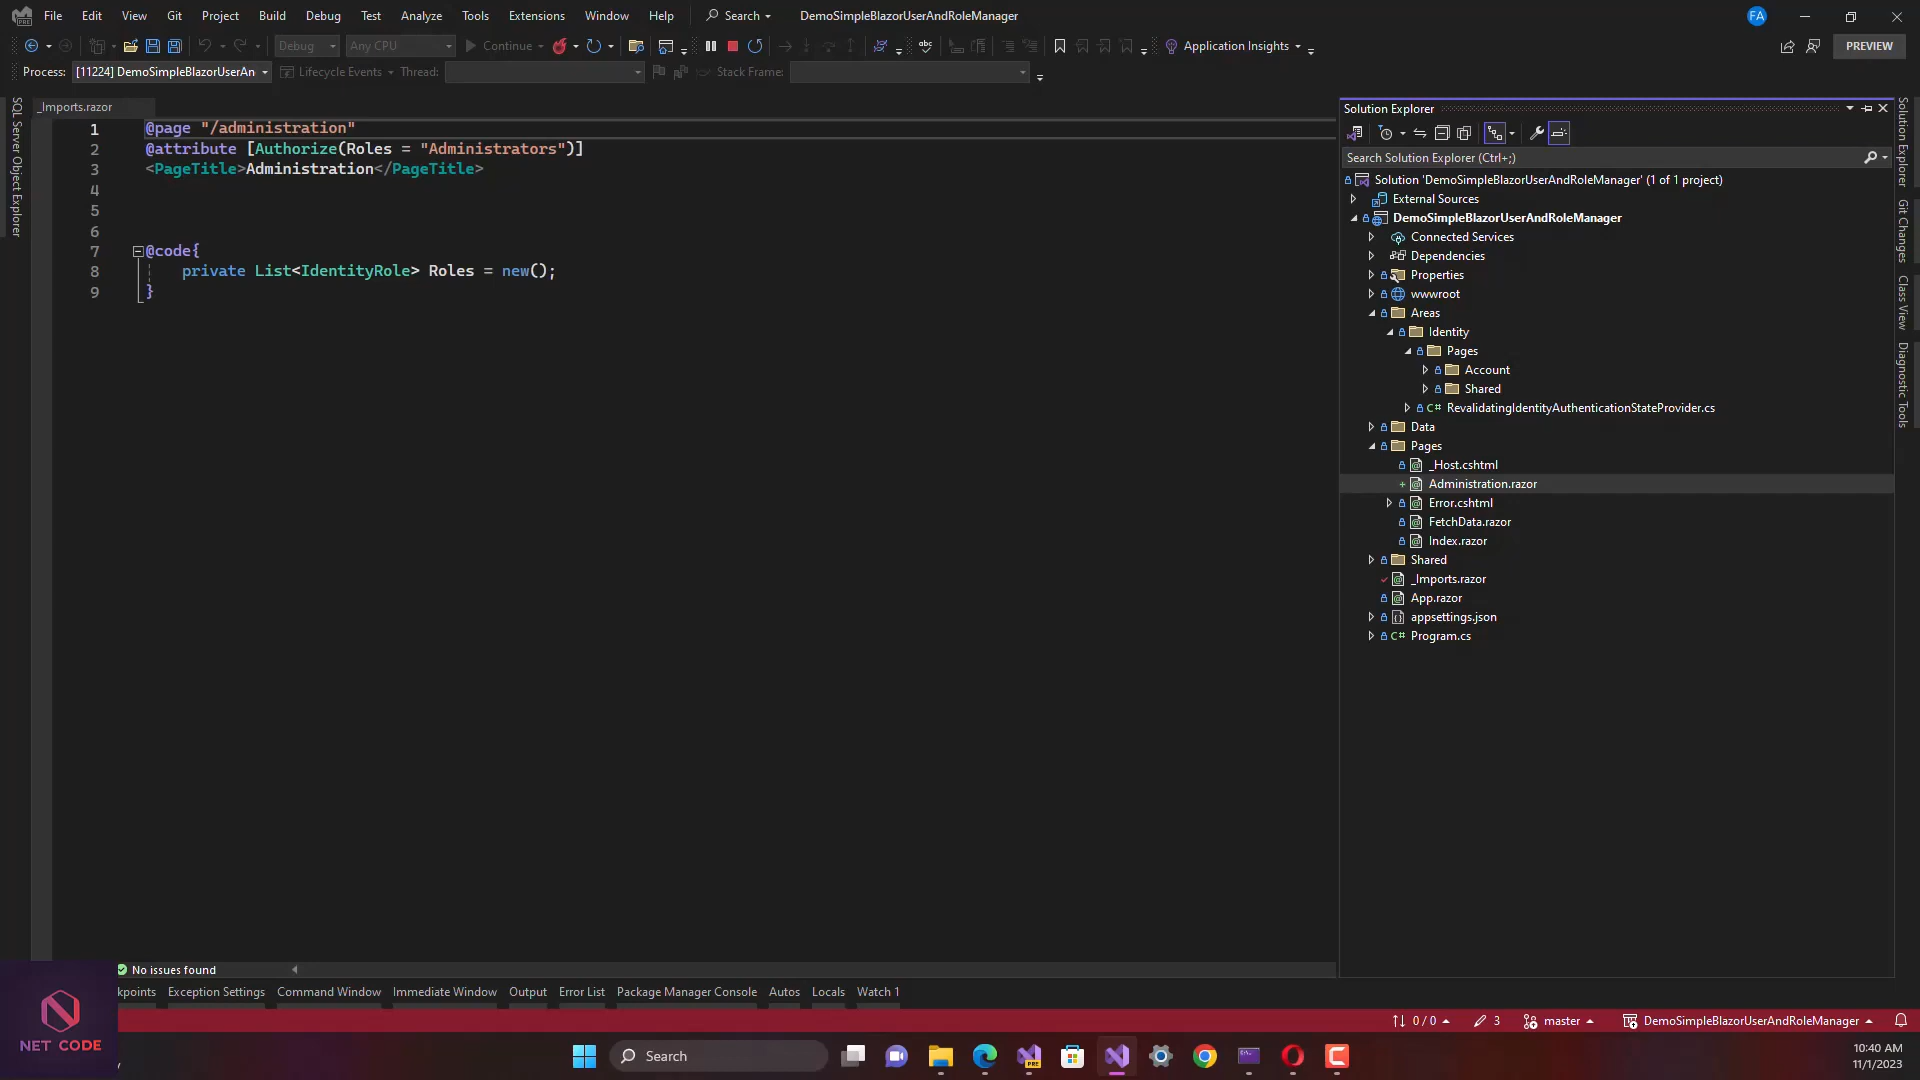 File Edit View Git Project Build Debug Test Analyze Tools Extensions Window Help Search DemoSimpleBlazorUserAndRoleManager FA
Debug Any CPU Continue Application Insights PREVIEW
Process: [11224] DemoSimpleBlazorUserAn Lifecycle Events Thread: Stack Frame:
SQL Server Object Explorer
_Imports.razor
1 @page "/administration"
2 @attribute [Authorize(Roles = "Administrators")]
3 <PageTitle>Administration</PageTitle>
4
5
6
7 @code{
8 private List<IdentityRole> Roles = new();
9 }
Solution Explorer
Search Solution Explorer (Ctrl+;)
Solution 'DemoSimpleBlazorUserAndRoleManager' (1 of 1 project)
External Sources
DemoSimpleBlazorUserAndRoleManager
Connected Services
Dependencies
Properties
wwwroot
Areas
Identity
Pages
Account
Shared
C# RevalidatingIdentityAuthenticationStateProvider.cs
Data
Pages
_Host.cshtml
Administration.razor
Error.cshtml
FetchData.razor
Index.razor
Shared
_Imports.razor
App.razor
appsettings.json
C# Program.cs
Solution Explorer
Git Changes
Class View
Diagnostic Tools
No issues found
kpoints Exception Settings Command Window Immediate Window Output Error List Package Manager Console Autos Locals Watch 1
0 / 0 3 master DemoSimpleBlazorUserAndRoleManager
NET CODE
Search
PRE
10:40 AM
11/1/2023